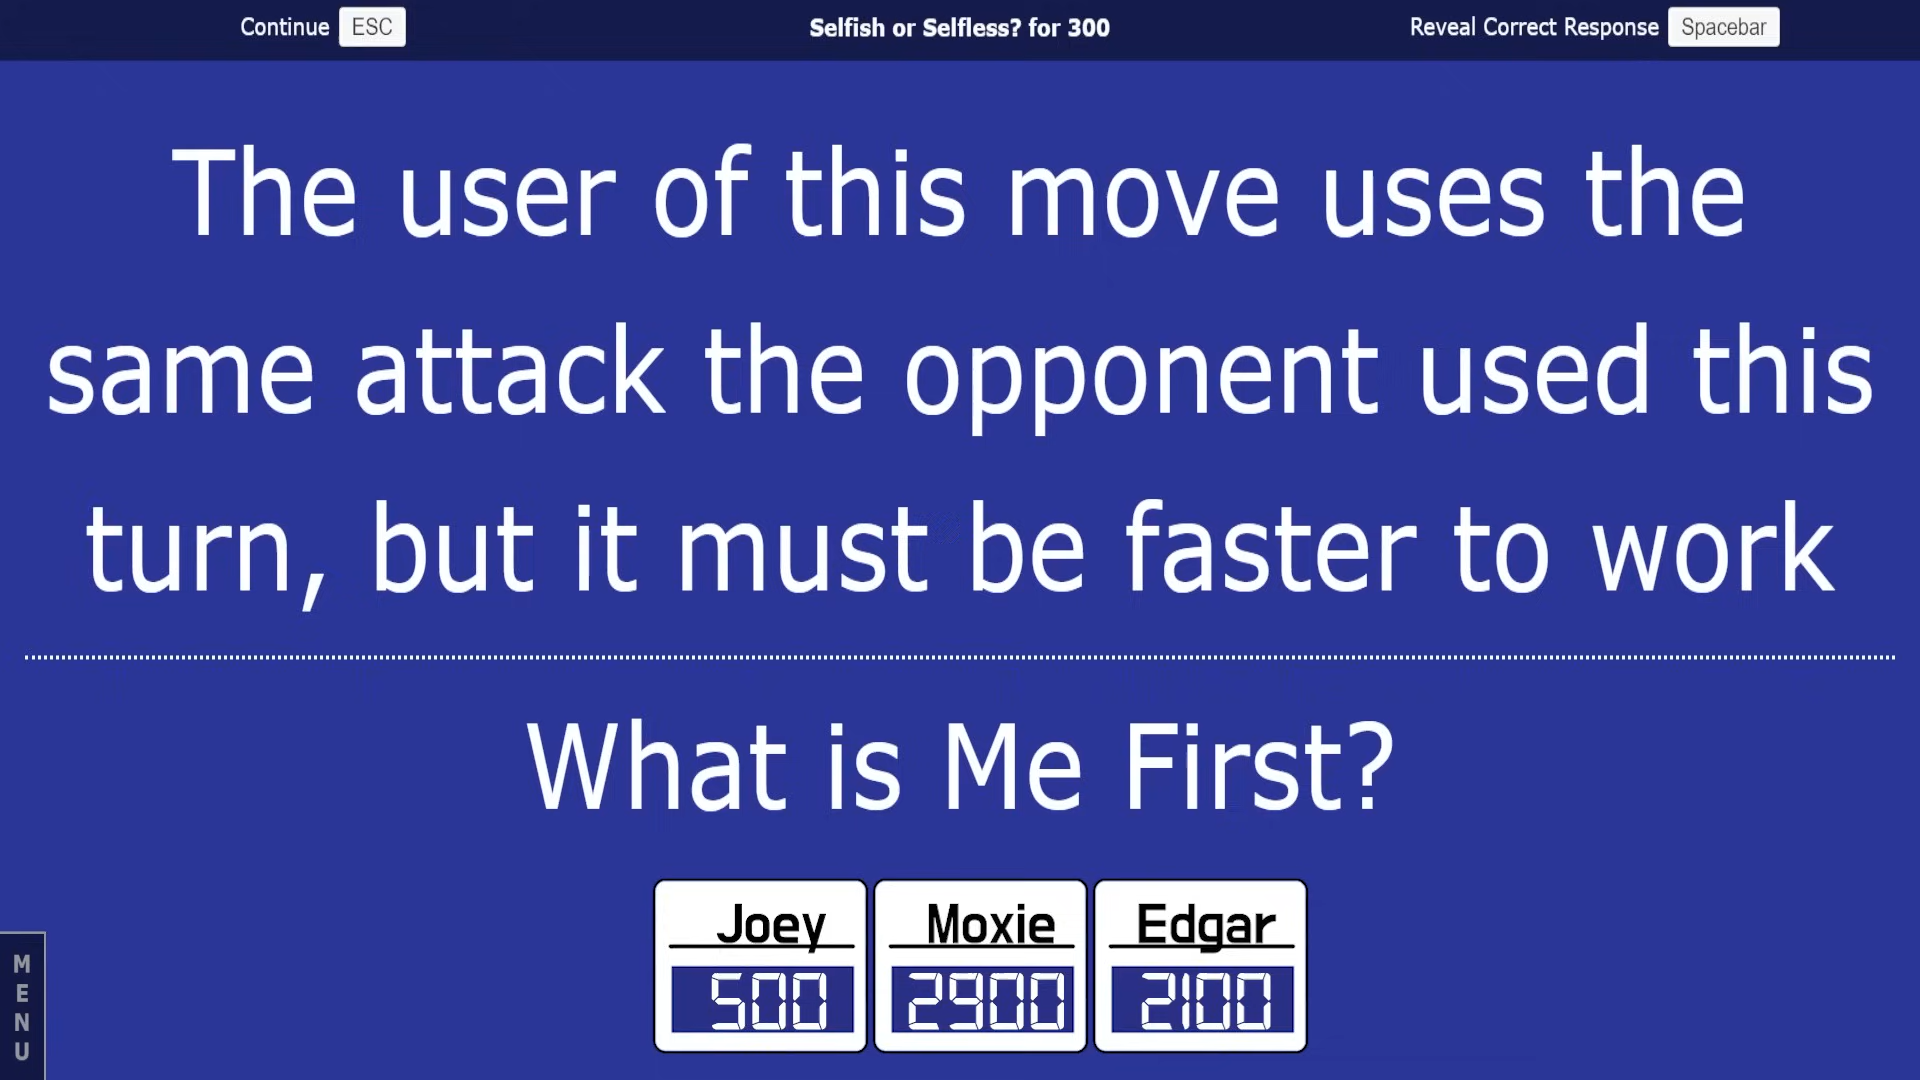 Continue ESC
Selfish or Selfless? for 300
Reveal Correct Response Spacebar
The user of this move uses the
same attack the opponent used this
turn, but it must be faster to work
What is Me First?
Joey Moxie Edgar
500 2900 2100
MENU